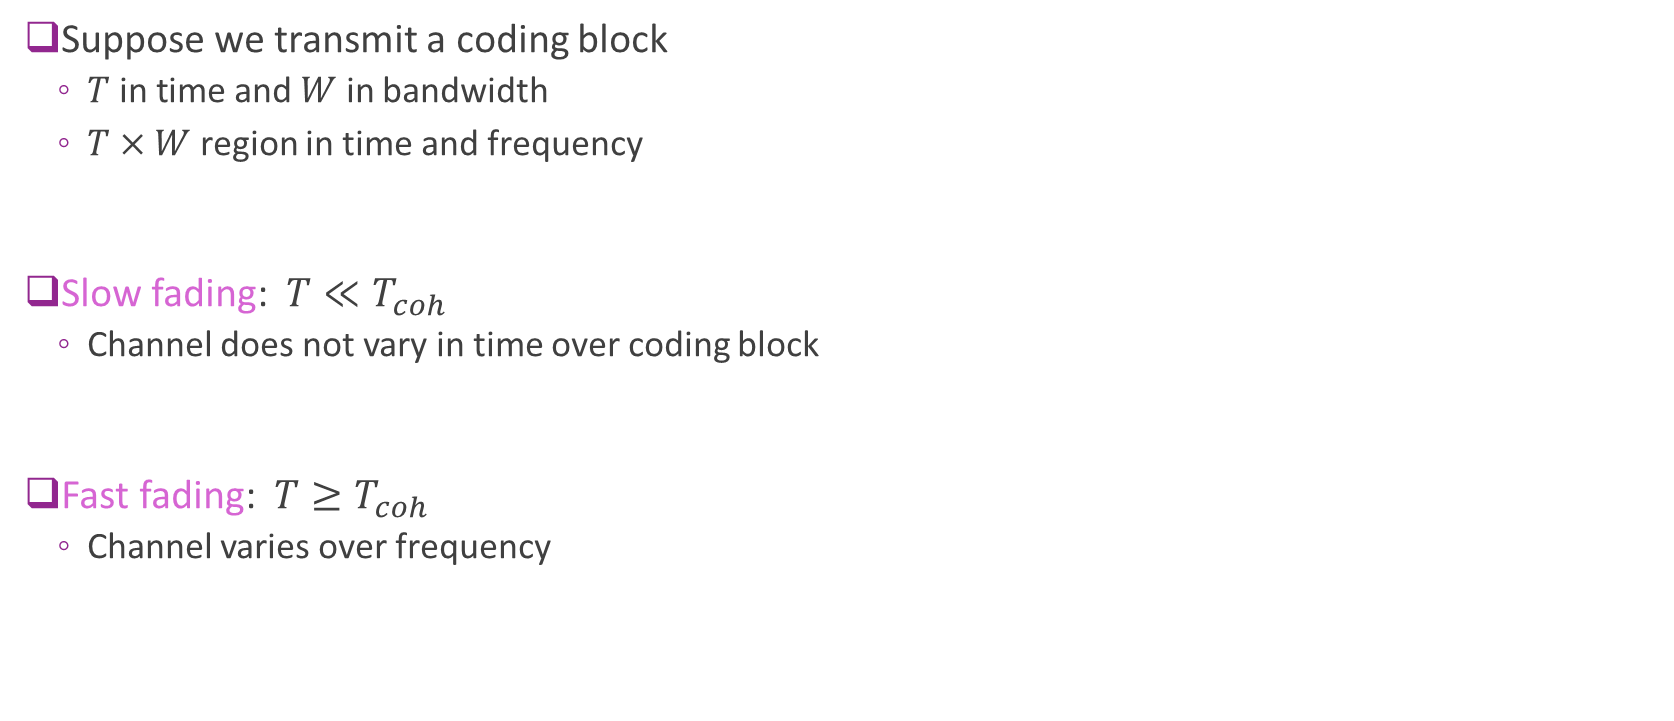 ❑Suppose we transmit a coding block
◦ T in time and W in bandwidth
◦ T × W region in time and frequency
❑Slow fading: T ≪ T_coh
◦ Channel does not vary in time over coding block
❑Fast fading: T ≥ T_coh
◦ Channel varies over frequency